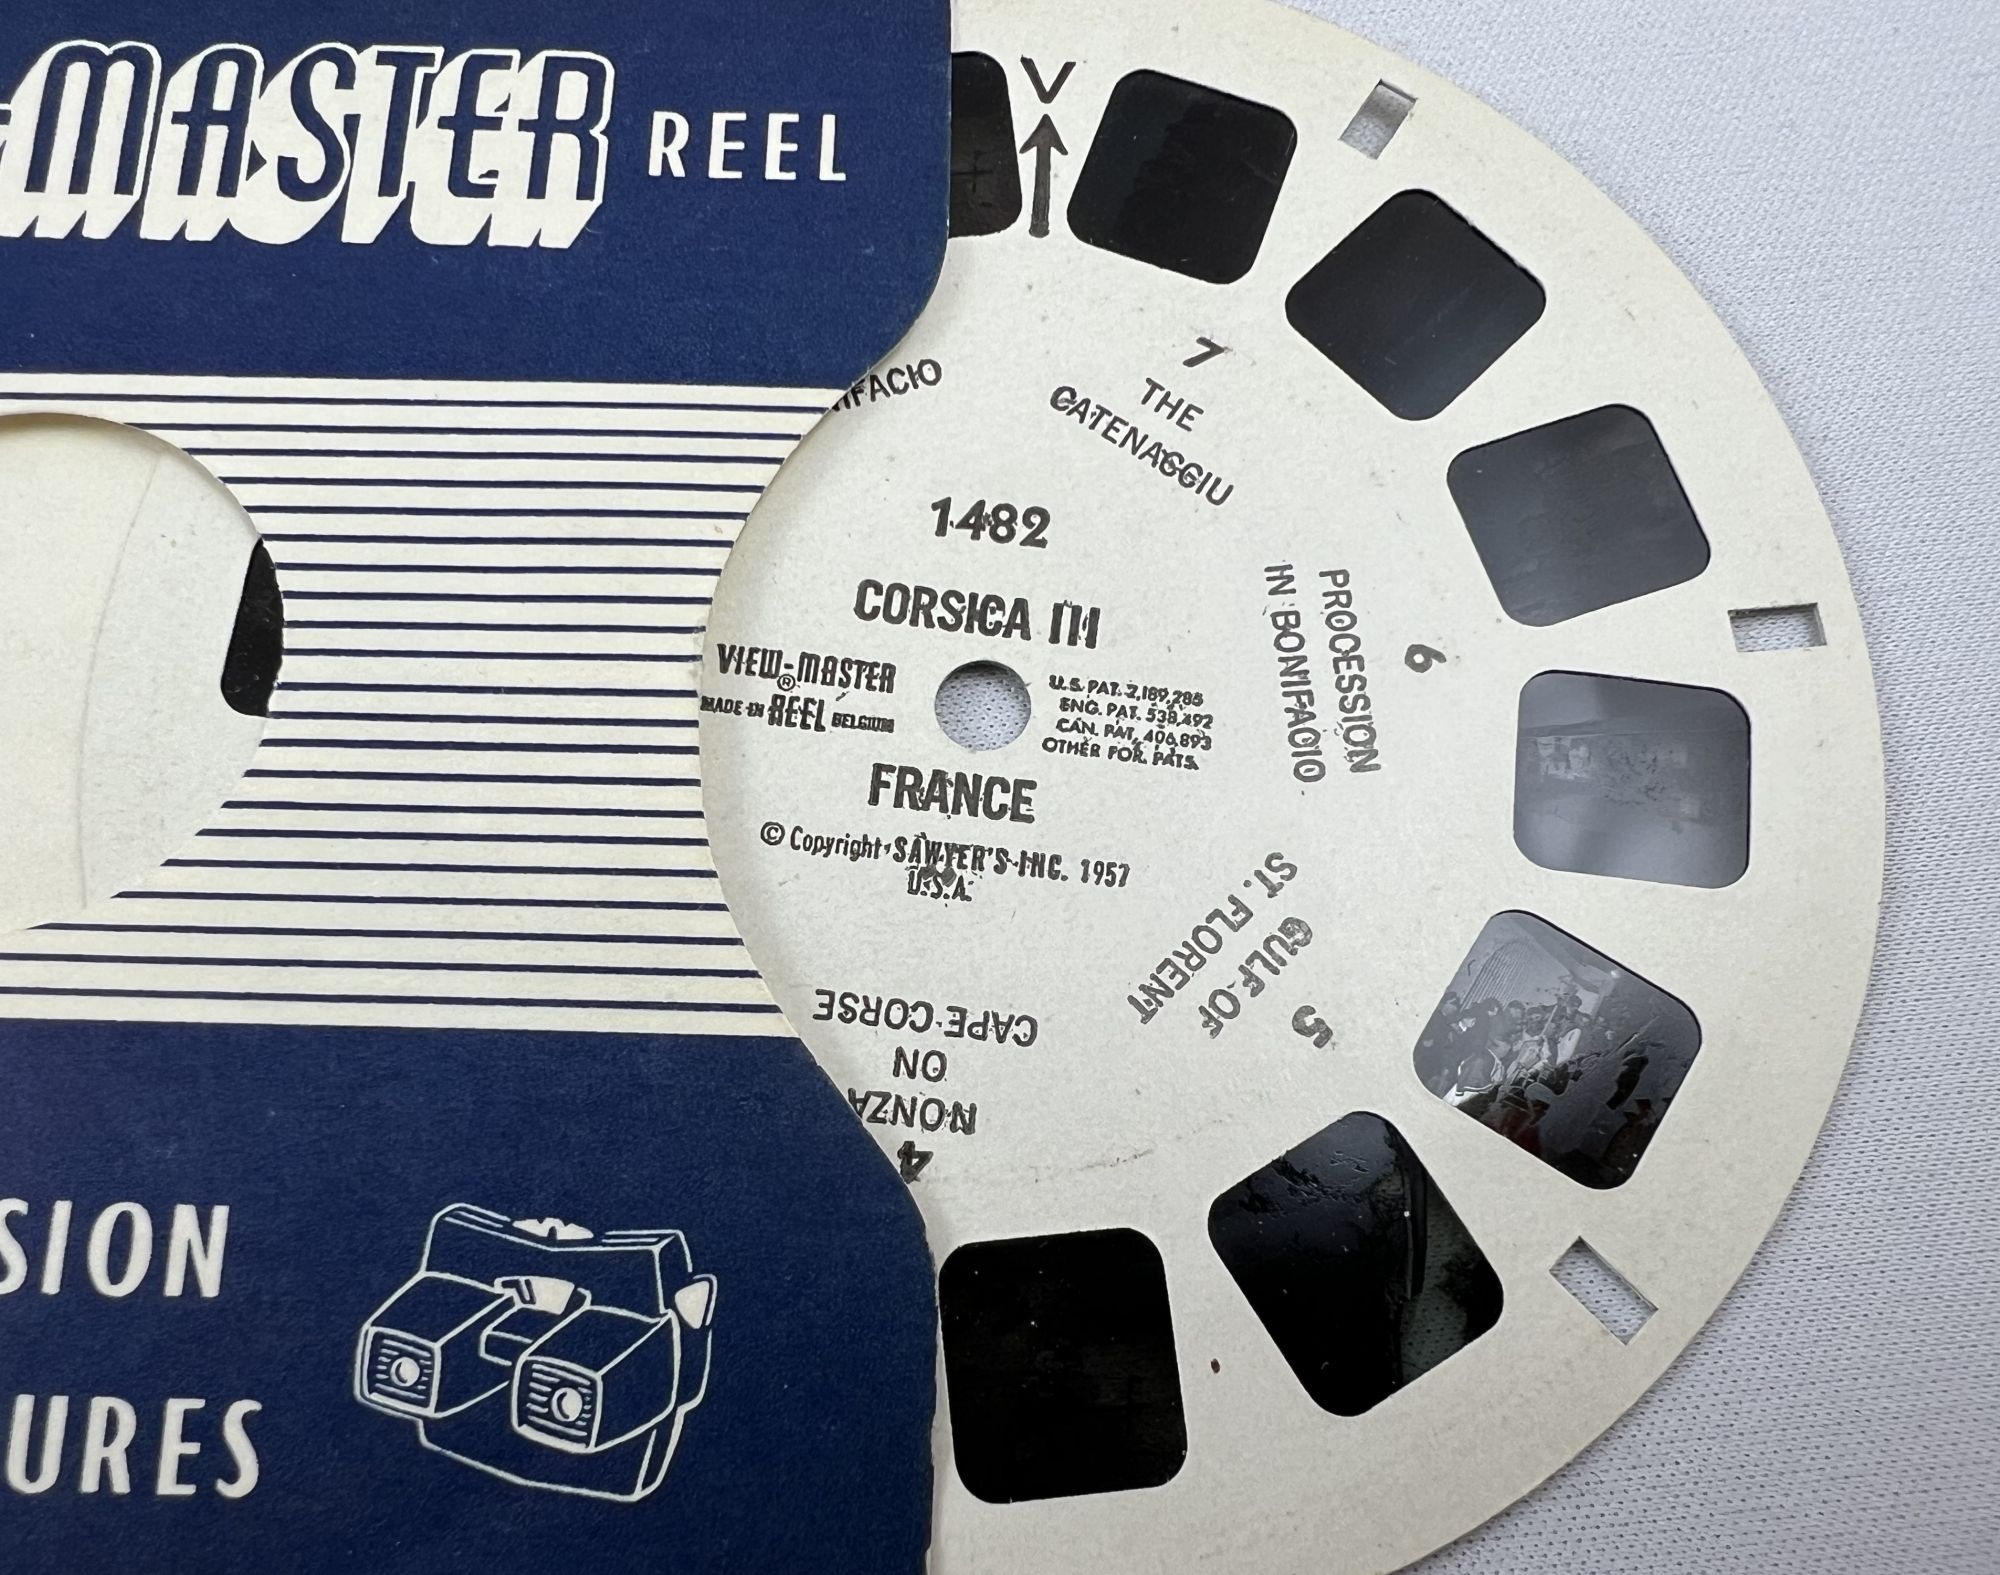 MASTER REEL
SION
URES
V
IFACIO
7
THE
CATENACCIU
1482
CORSICA III
VIEW-MASTER
®
MADE IN REEL BELGIUM
U.S. PAT. 2,189,285
ENG. PAT. 538,492
CAN. PAT. 406,893
OTHER FOR. PATS.
FRANCE
© Copyright SAWYER'S INC. 1957
U.S.A.
6
PROCESSION
IN BONIFACIO
5
GULF OF
ST. FLORENT
4
NONZA
ON
CAPE CORSE